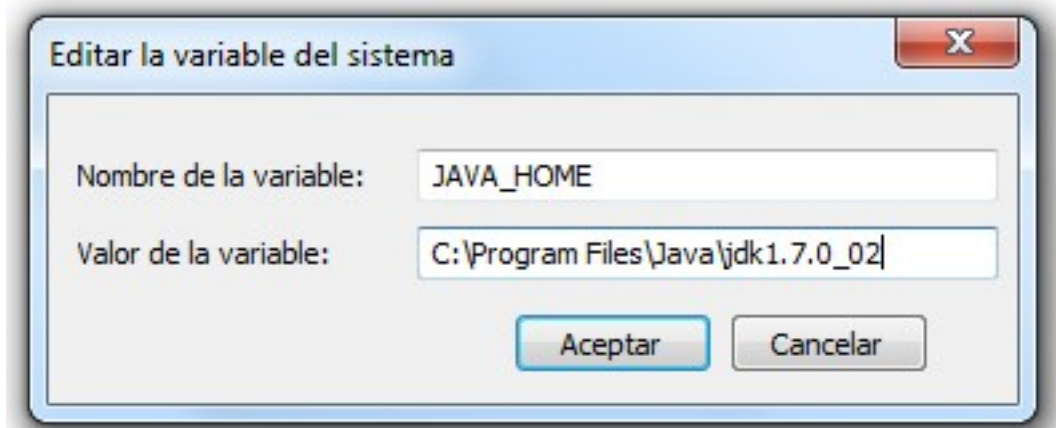 Editar la variable del sistema
Nombre de la variable: JAVA_HOME
Valor de la variable: C:\Program Files\Java\jdk1.7.0_02
Aceptar Cancelar